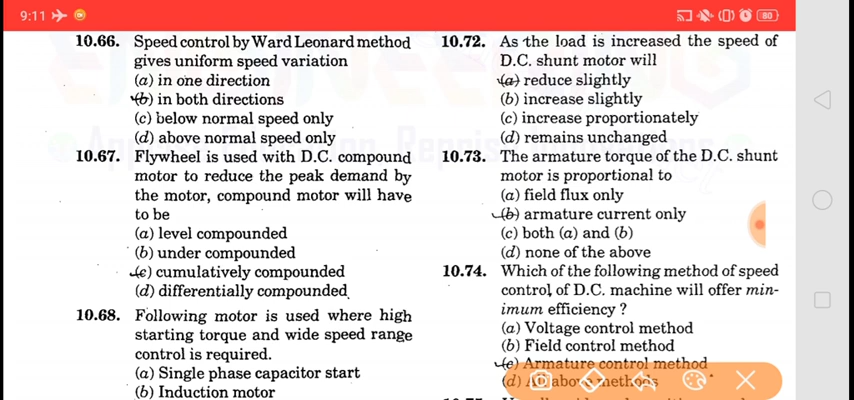 9:11
80
10.66. Speed control by Ward Leonard method
gives uniform speed variation
(a) in one direction
(b) in both directions
(c) below normal speed only
(d) above normal speed only
10.67. Flywheel is used with D.C. compound
motor to reduce the peak demand by
the motor, compound motor will have
to be
(a) level compounded
(b) under compounded
(c) cumulatively compounded
(d) differentially compounded.
10.68. Following motor is used where high
starting torque and wide speed range
control is required.
(a) Single phase capacitor start
(b) Induction motor
10.72. As the load is increased the speed of
D.C. shunt motor will
(a) reduce slightly
(b) increase slightly
(c) increase proportionately
(d) remains unchanged
10.73. The armature torque of the D.C. shunt
motor is proportional to
(a) field flux only
(b) armature current only
(c) both (a) and (b)
(d) none of the above
10.74. Which of the following method of speed
control of D.C. machine will offer min-
imum efficiency ?
(a) Voltage control method
(b) Field control method
(c) Armature control method
(d) All above methods